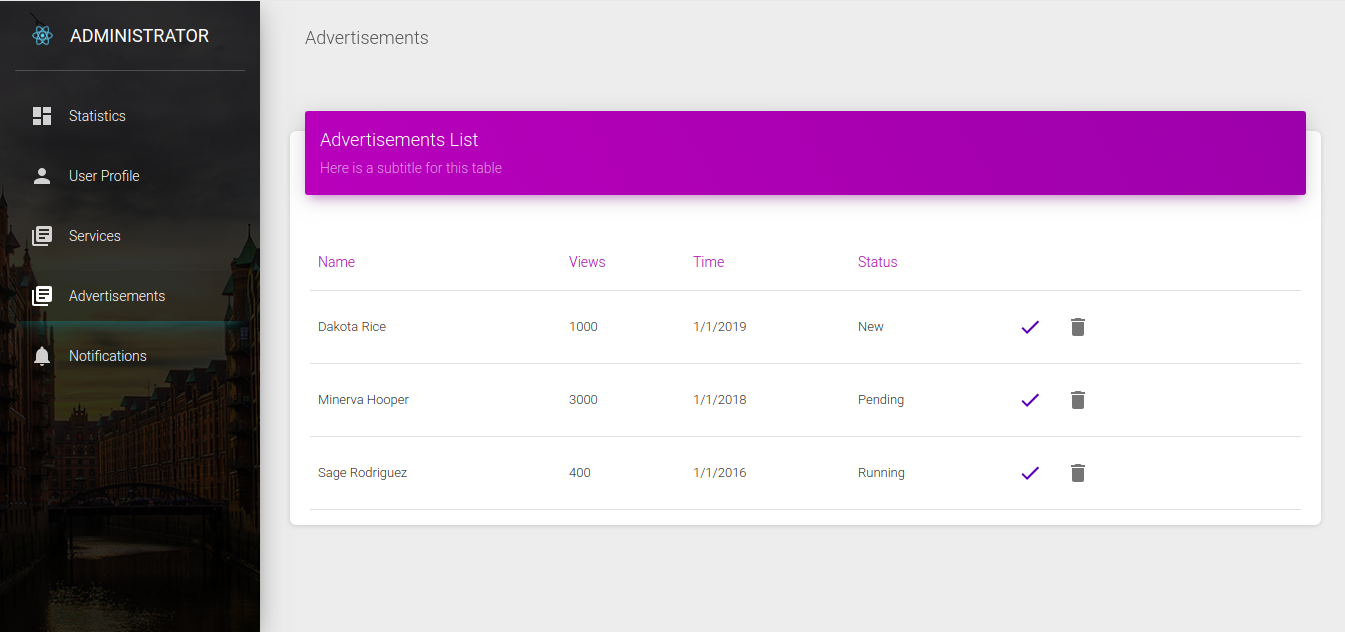 ADMINISTRATOR
Statistics
User Profile
Services
Advertisements
Notifications
Advertisements
Advertisements List
Here is a subtitle for this table
Name Views Time Status
Dakota Rice 1000 1/1/2019 New
Minerva Hooper 3000 1/1/2018 Pending
Sage Rodriguez 400 1/1/2016 Running